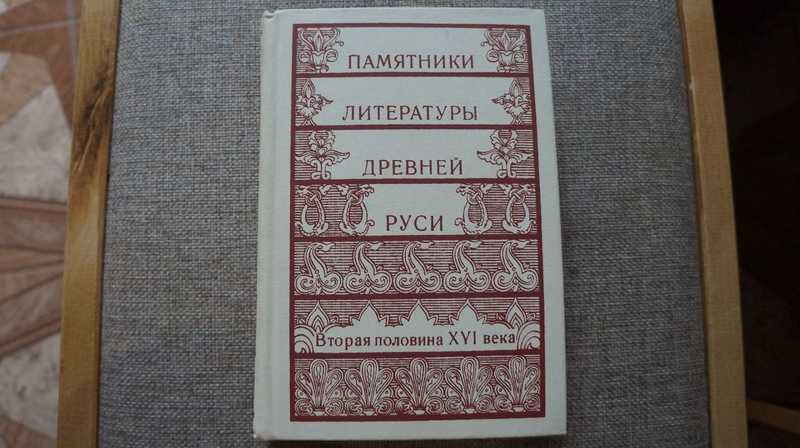 ПАМЯТНИКИ
ЛИТЕРАТУРЫ
ДРЕВНЕЙ
РУСИ
Вторая половина XVI века